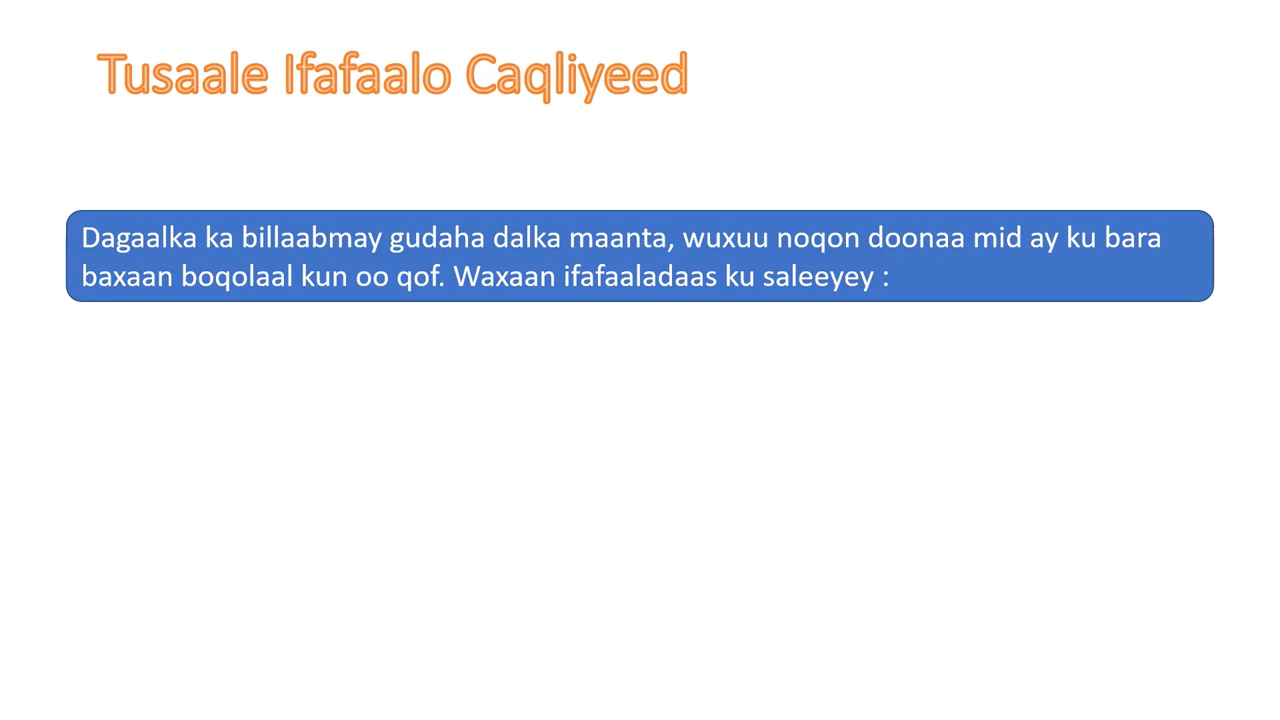 Tusaale Ifafaalo Caqliyeed
Dagaalka ka billaabmay gudaha dalka maanta, wuxuu noqon doonaa mid ay ku bara
baxaan boqolaal kun oo qof. Waxaan ifafaaladaas ku saleeyey :